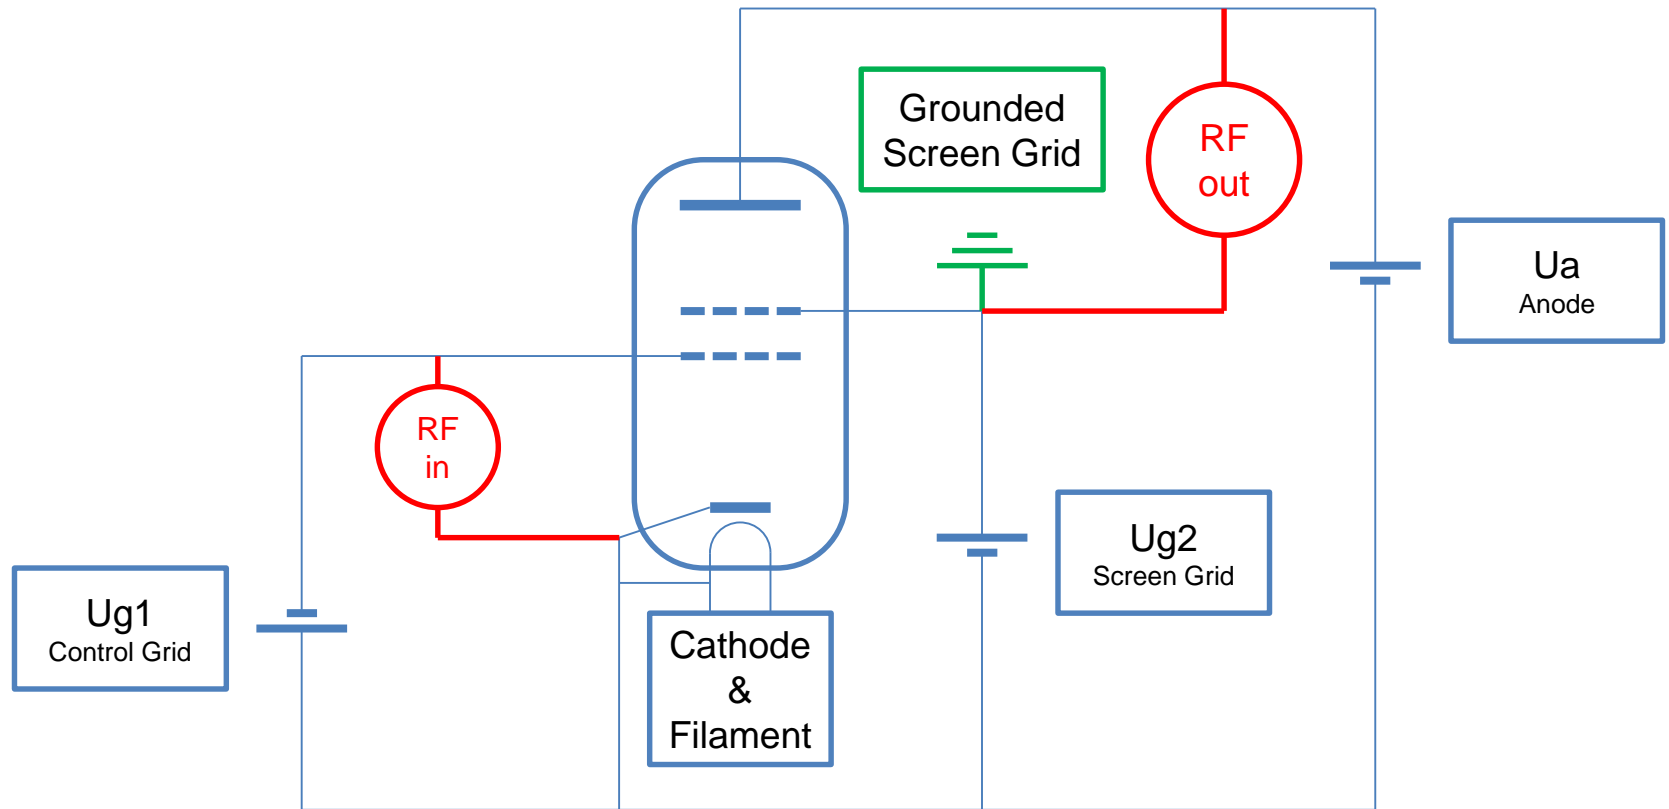 Grounded
Screen Grid
RF
out
Ua
Anode
RF
in
Ug1
Control Grid
Ug2
Screen Grid
Cathode
&
Filament